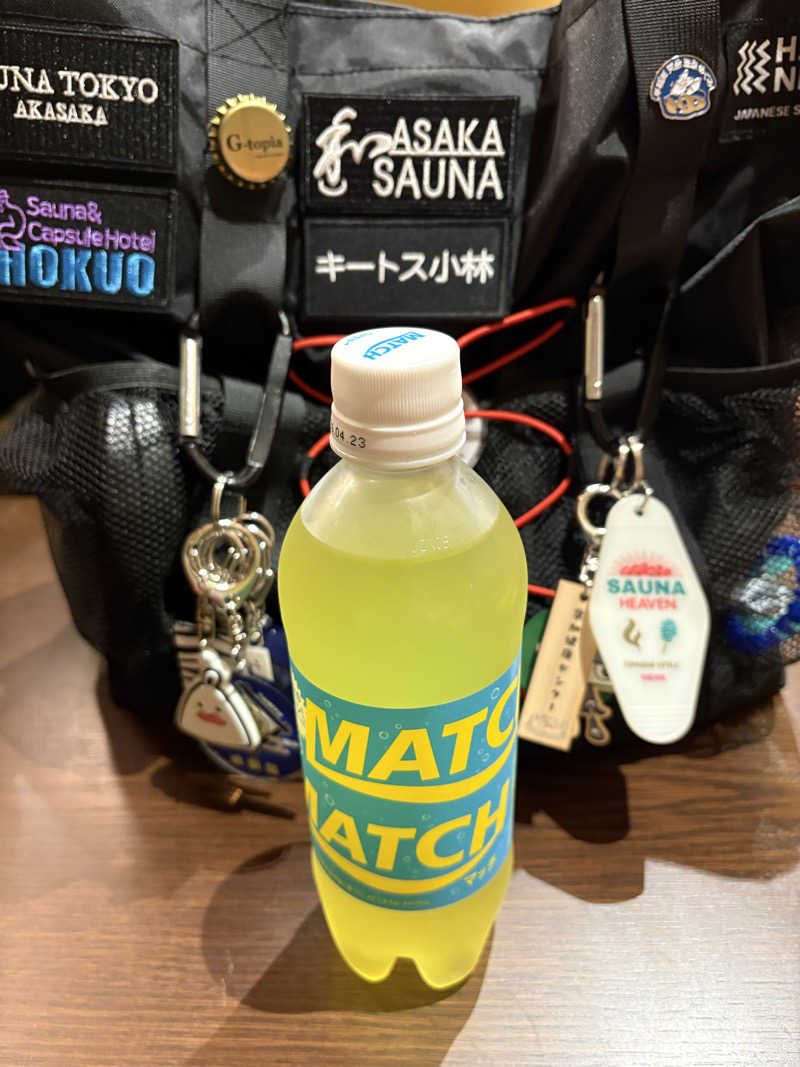 UNA TOKYO
AKASAKA
G-topia
ASAKA
SAUNA
キートス小林
Sauna&
Capsule Hotel
HOKUO
JAPANESE S
MATCH
.04.23
SAUNA
HEAVEN
MATC
MATCH
マッチ